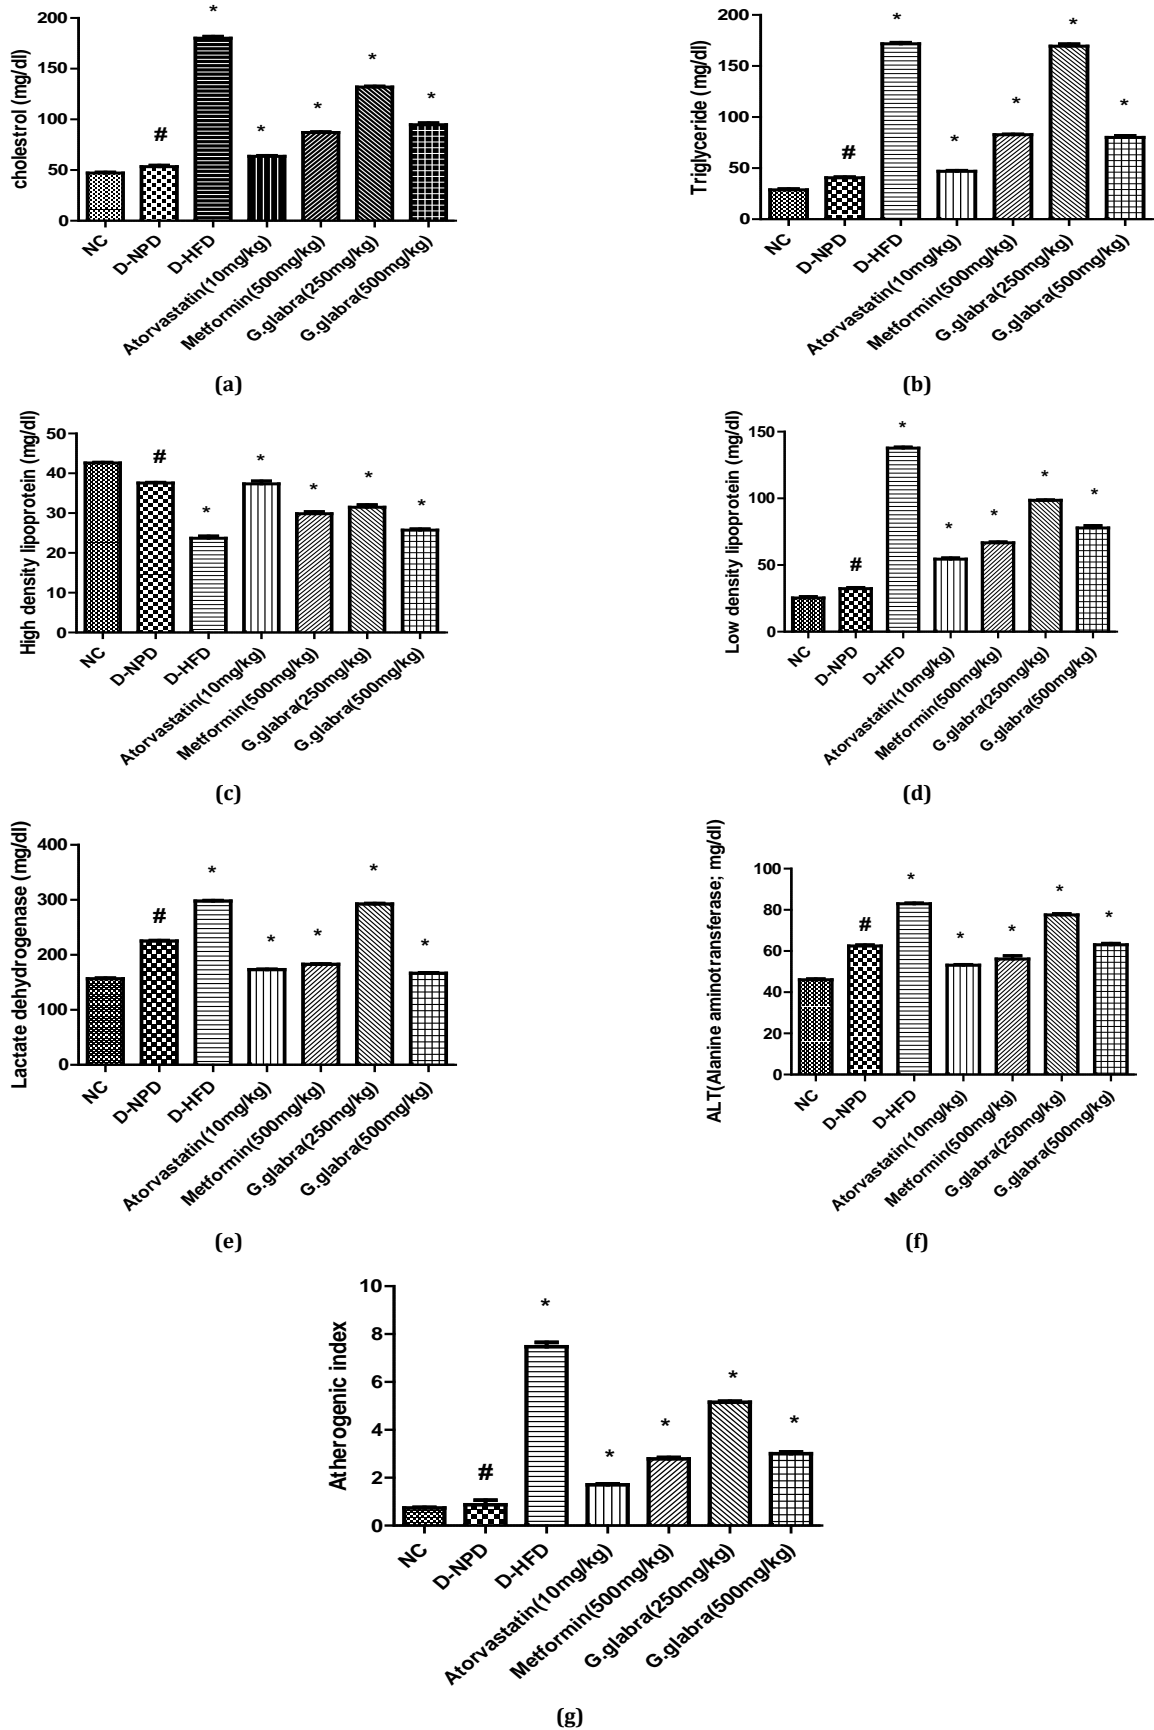 cholestrol (mg/dl)
200
150
100
50
0
* # * * * * *
NC
D-NPD
D-HFD
Atorvastatin(10mg/kg)
Metformin(500mg/kg)
G.glabra(250mg/kg)
G.glabra(500mg/kg)
(a)
Triglyceride (mg/dl)
200
150
100
50
0
# * * * * *
NC
D-NPD
D-HFD
Atorvastatin(10mg/kg)
Metformin(500mg/kg)
G.glabra(250mg/kg)
G.glabra(500mg/kg)
(b)
High density lipoprotein (mg/dl)
50
40
30
20
10
0
# * * * * *
NC
D-NPD
D-HFD
Atorvastatin(10mg/kg)
Metformin(500mg/kg)
G.glabra(250mg/kg)
G.glabra(500mg/kg)
(c)
Low density lipoprotein (mg/dl)
150
100
50
0
# * * * * *
NC
D-NPD
D-HFD
Atorvastatin(10mg/kg)
Metformin(500mg/kg)
G.glabra(250mg/kg)
G.glabra(500mg/kg)
(d)
Lactate dehydrogenase (mg/dl)
400
300
200
100
0
# * * * * *
NC
D-NPD
D-HFD
Atorvastatin(10mg/kg)
Metformin(500mg/kg)
G.glabra(250mg/kg)
G.glabra(500mg/kg)
(e)
ALT(Alanine aminotransferase; mg/dl)
100
80
60
40
20
0
# * * * * *
NC
D-NPD
D-HFD
Atorvastatin(10mg/kg)
Metformin(500mg/kg)
G.glabra(250mg/kg)
G.glabra(500mg/kg)
(f)
Atherogenic index
10
8
6
4
2
0
# * * * * *
NC
D-NPD
D-HFD
Atorvastatin(10mg/kg)
Metformin(500mg/kg)
G.glabra(250mg/kg)
G.glabra(500mg/kg)
(g)